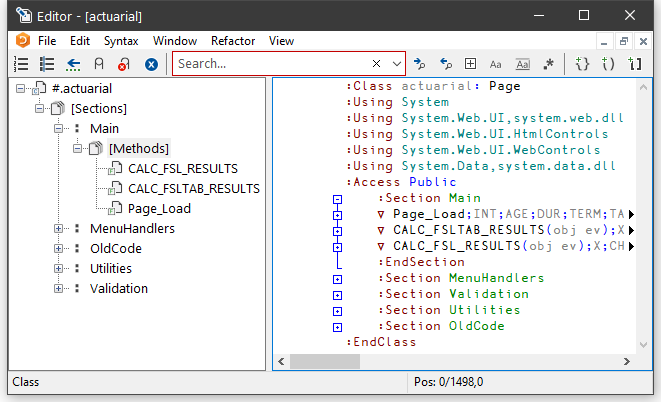 Editor - [actuarial]
File Edit Syntax Window Refactor View
Search...
Aa Aa .* {} () []
#.actuarial
[Sections]
Main
[Methods]
CALC_FSL_RESULTS
CALC_FSLTAB_RESULTS
Page_Load
MenuHandlers
OldCode
Utilities
Validation
:Class actuarial: Page
:Using System
:Using System.Web.UI,system.web.dll
:Using System.Web.UI.HtmlControls
:Using System.Web.UI.WebControls
:Using System.Data,system.data.dll
:Access Public
:Section Main
∇ Page_Load;INT;AGE;DUR;TERM;TA
∇ CALC_FSLTAB_RESULTS(obj ev);X
∇ CALC_FSL_RESULTS(obj ev);X;CH
:EndSection
:Section MenuHandlers
:Section Validation
:Section Utilities
:Section OldCode
:EndClass
Class
Pos: 0/1498,0